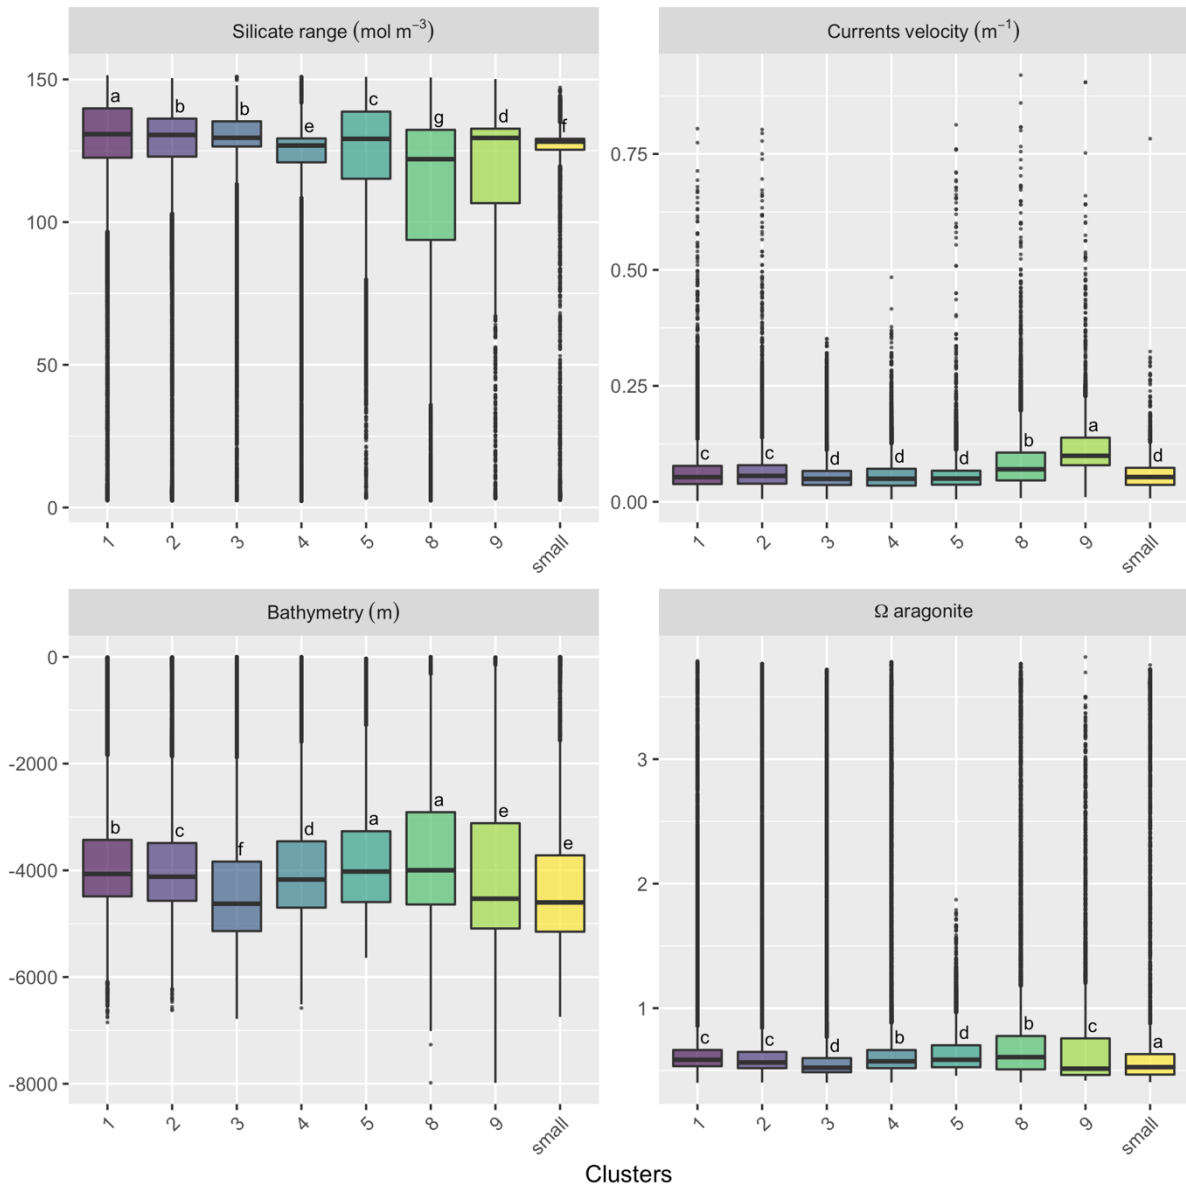 Silicate range (mol m⁻³)
150
100
50
0
a b b e c g d f
1 2 3 4 5 8 9 small
Currents velocity (m⁻¹)
0.75
0.50
0.25
0.00
c c d d d b a d
1 2 3 4 5 8 9 small
Bathymetry (m)
0
-2000
-4000
-6000
-8000
b c f d a a e e
1 2 3 4 5 8 9 small
Ω aragonite
3
2
1
c c d b d b c a
1 2 3 4 5 8 9 small
Clusters